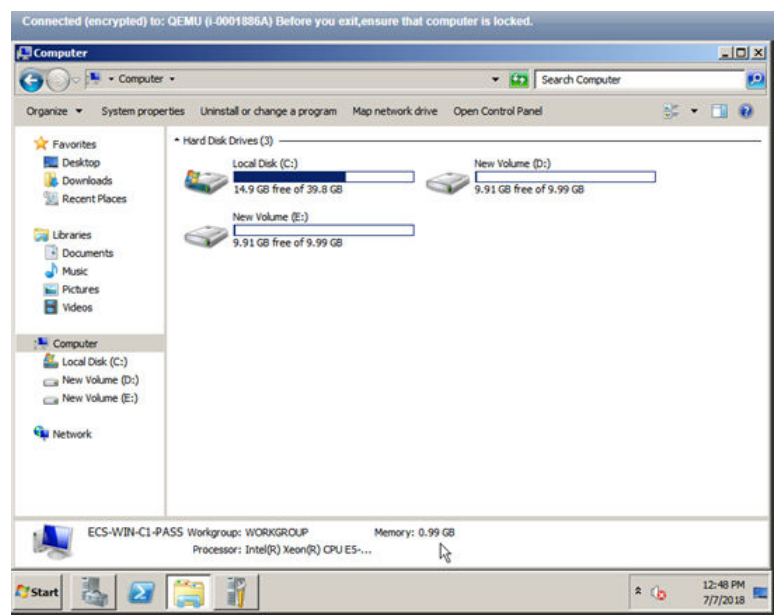 Connected (encrypted) to: QEMU (i-0001886A) Before you exit,ensure that computer is locked.
Computer
Computer
Search Computer
Organize System properties Uninstall or change a program Map network drive Open Control Panel
Favorites
Desktop
Downloads
Recent Places
Libraries
Documents
Music
Pictures
Videos
Computer
Local Disk (C:)
New Volume (D:)
New Volume (E:)
Network
Hard Disk Drives (3)
Local Disk (C:)
14.9 GB free of 39.8 GB
New Volume (D:)
9.91 GB free of 9.99 GB
New Volume (E:)
9.91 GB free of 9.99 GB
ECS-WIN-C1-PASS Workgroup: WORKGROUP Memory: 0.99 GB
Processor: Intel(R) Xeon(R) CPU E5-...
Start
12:48 PM
7/7/2018